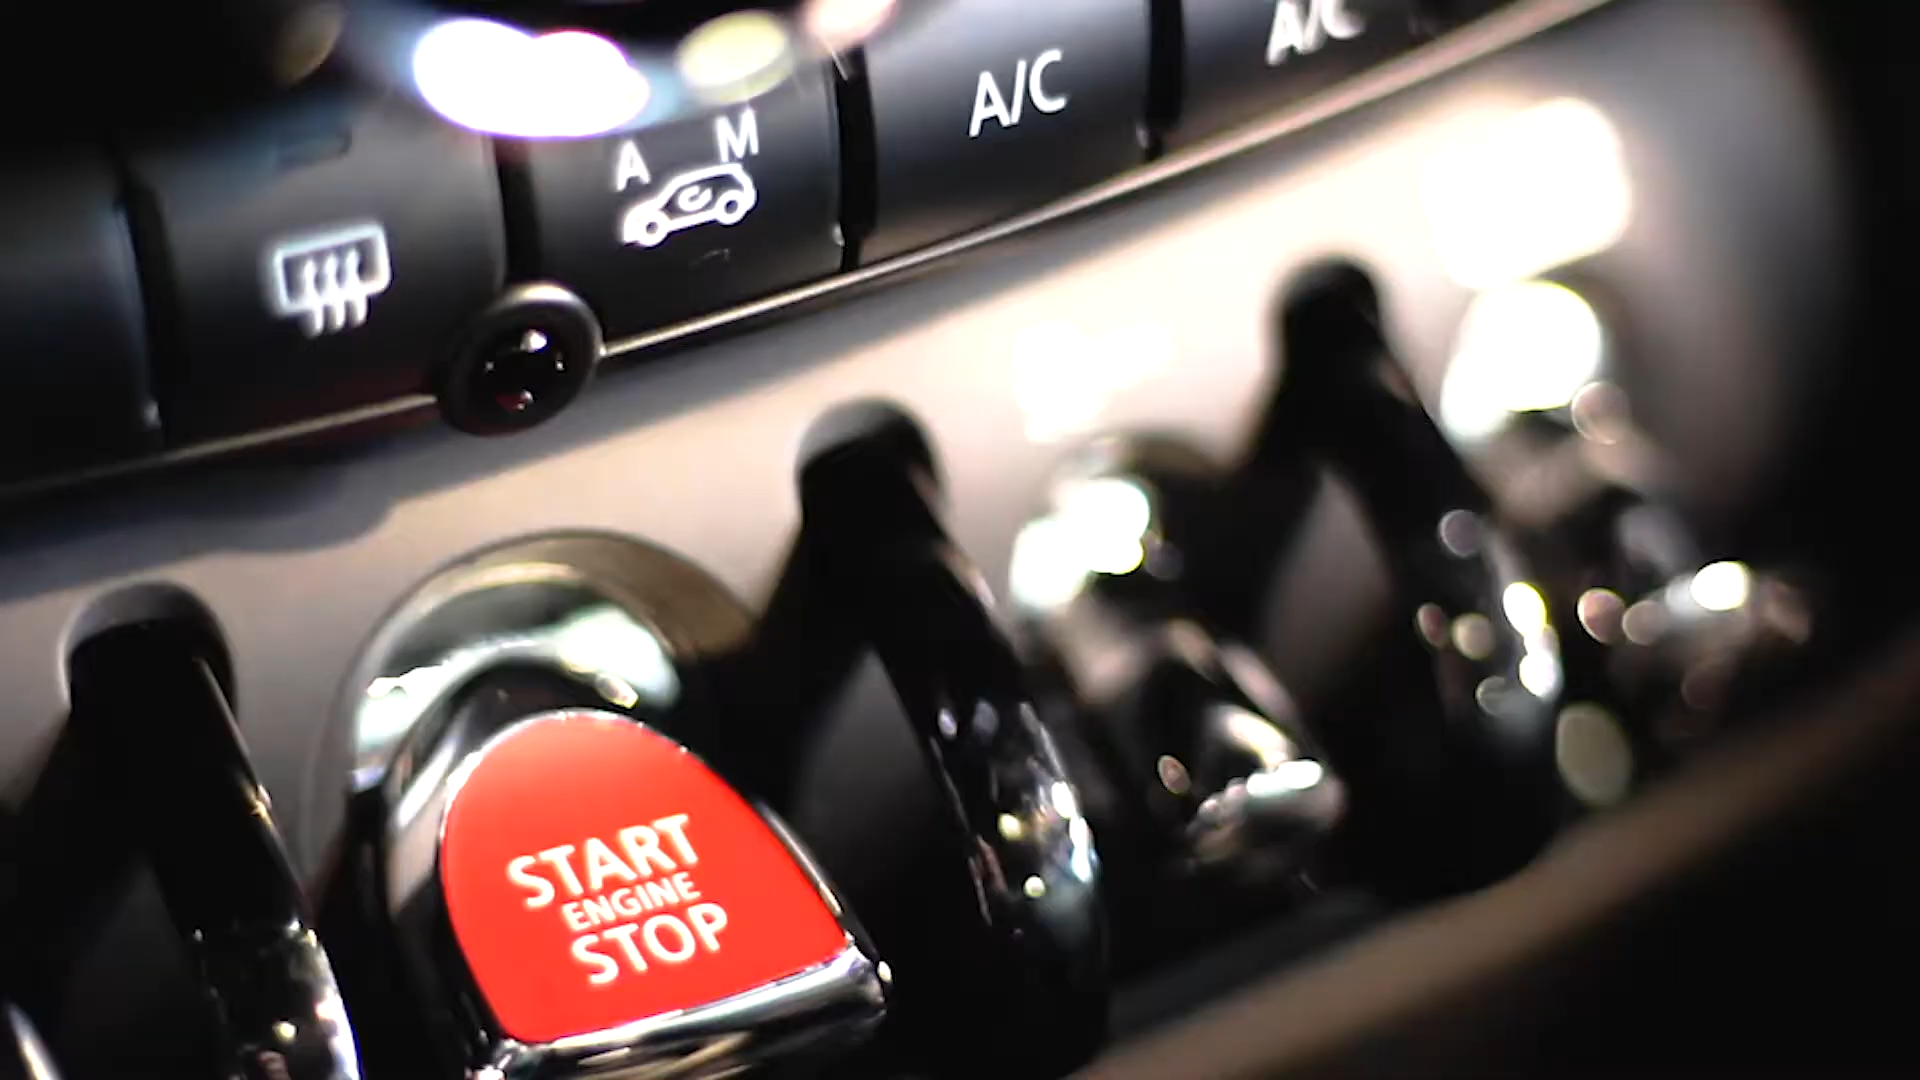 A M
A/C
A/C
START
ENGINE
STOP